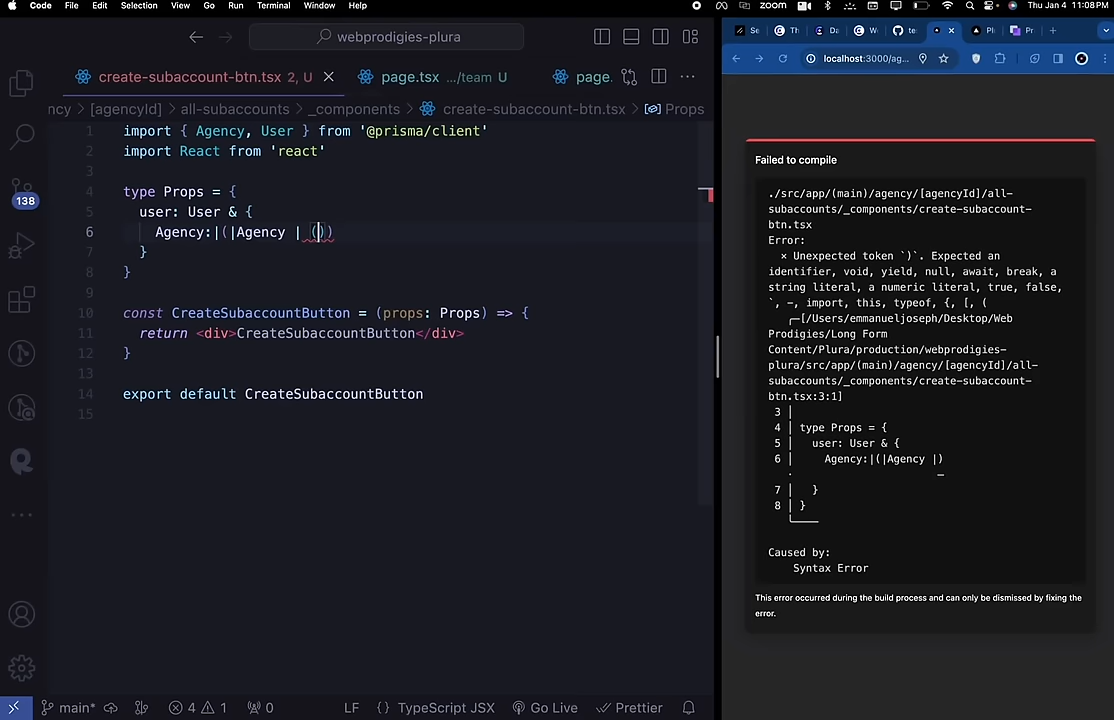 Code File Edit Selection View Go Run Terminal Window Help zoom Thu Jan 4 11:08 PM
webprodigies-plura
create-subaccount-btn.tsx 2, U page.tsx .../team U page.
ncy > [agencyId] > all-subaccounts > _components > create-subaccount-btn.tsx > Props
1 import { Agency, User } from '@prisma/client'
2 import React from 'react'
3
4 type Props = {
5 user: User & {
6 Agency:|(|Agency | ())
7 }
8 }
9
10 const CreateSubaccountButton = (props: Props) => {
11 return <div>CreateSubaccountButton</div>
12 }
13
14 export default CreateSubaccountButton
15
138
main* 4 1 0 LF {} TypeScript JSX Go Live Prettier
Se Th Da W te Pl Pr
localhost:3000/ag...
Failed to compile
./src/app/(main)/agency/[agencyId]/all-
subaccounts/_components/create-subaccount-
btn.tsx
Error:
× Unexpected token `)`. Expected an
identifier, void, yield, null, await, break, a
string literal, a numeric literal, true, false,
`, -, import, this, typeof, {, [, (
╭─[/Users/emmanueljoseph/Desktop/Web
Prodigies/Long Form
Content/Plura/production/webprodigies-
plura/src/app/(main)/agency/[agencyId]/all-
subaccounts/_components/create-subaccount-
btn.tsx:3:1]
3 │
4 │ type Props = {
5 │ user: User & {
6 │ Agency:|(|Agency |)
· ─
7 │ }
8 │ }
╰────
Caused by:
Syntax Error
This error occurred during the build process and can only be dismissed by fixing the
error.